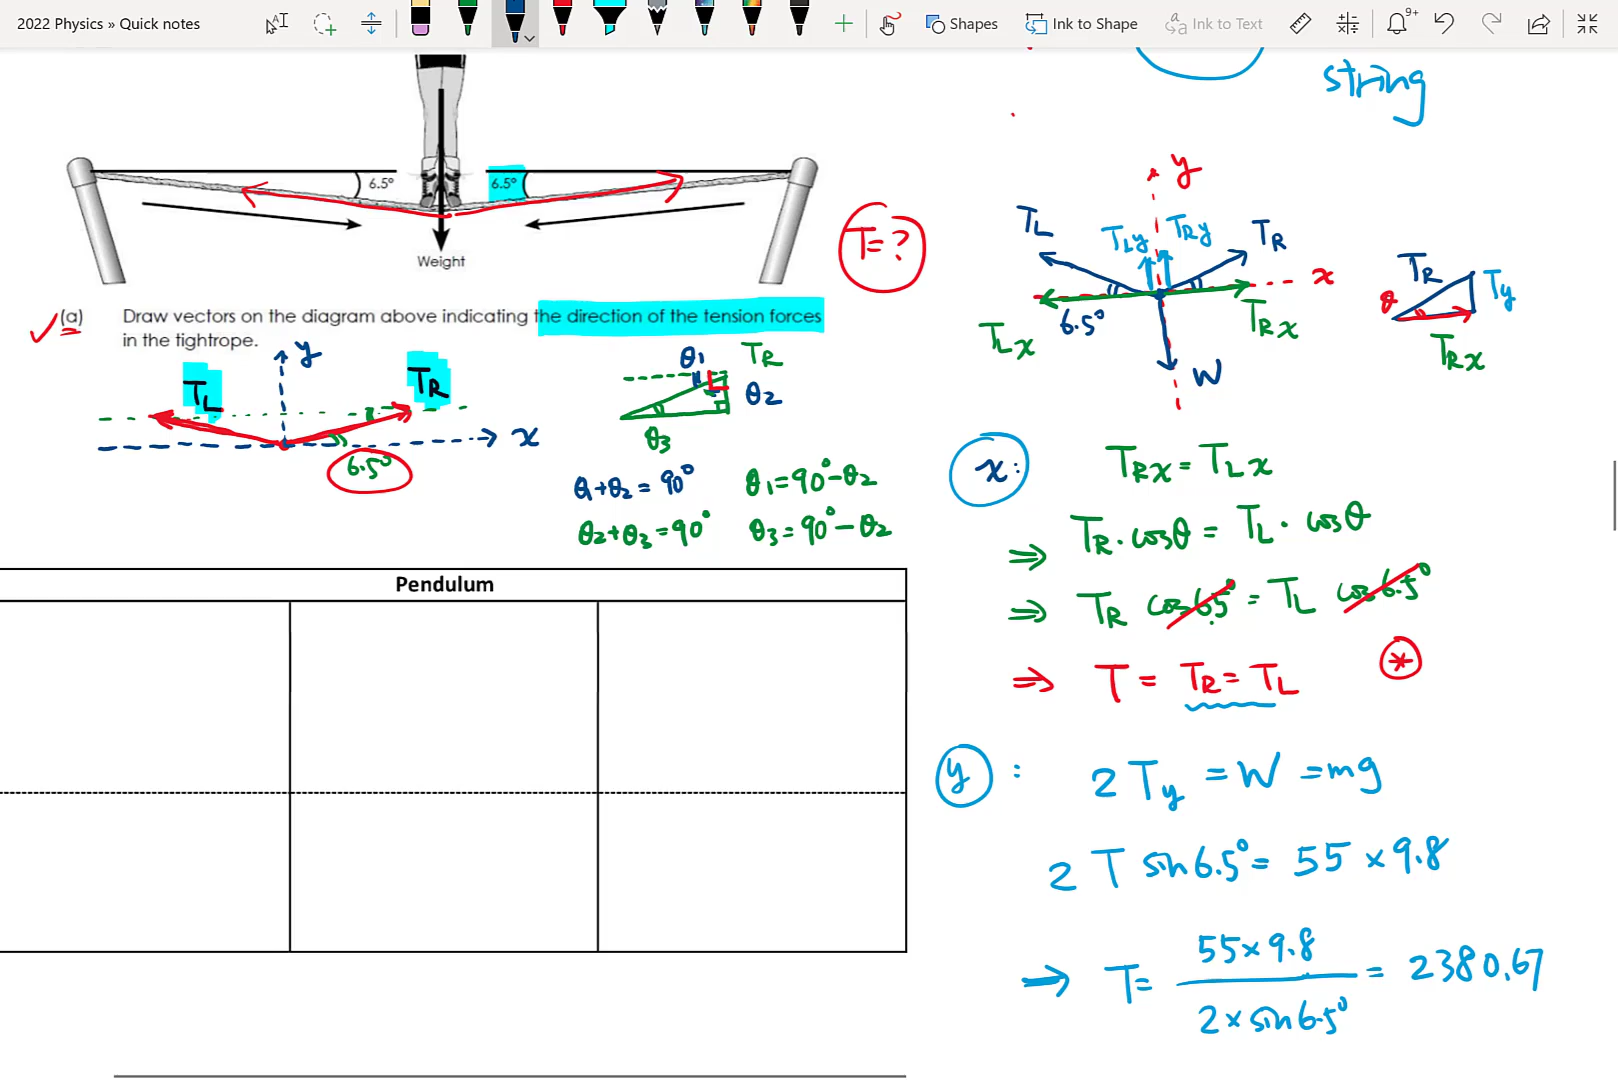 2022 Physics » Quick notes
Shapes
Ink to Shape
Ink to Text
9+
string
6.5°
6.5°
Weight
T=?
(a) Draw vectors on the diagram above indicating the direction of the tension forces
in the tightrope.
y
TL
TR
x
6.5°
θ1
TR
θ2
θ3
θ1+θ2=90°
θ1=90°-θ2
θ2+θ3=90°
θ3=90°-θ2
Pendulum
y
TL
TLy
TRy
TR
x
TLx
6.5°
TRx
W
TR
Ty
θ
TRx
x:
TRx=TLx
⇒ TR·cosθ=TL·cosθ
⇒ TR cos6.5°=TL cos6.5°
⇒ T=TR=TL *
y: 2Ty=W=mg
2 T sin6.5°=55×9.8
⇒ T= 55×9.8 = 2380.67
2×sin6.5°